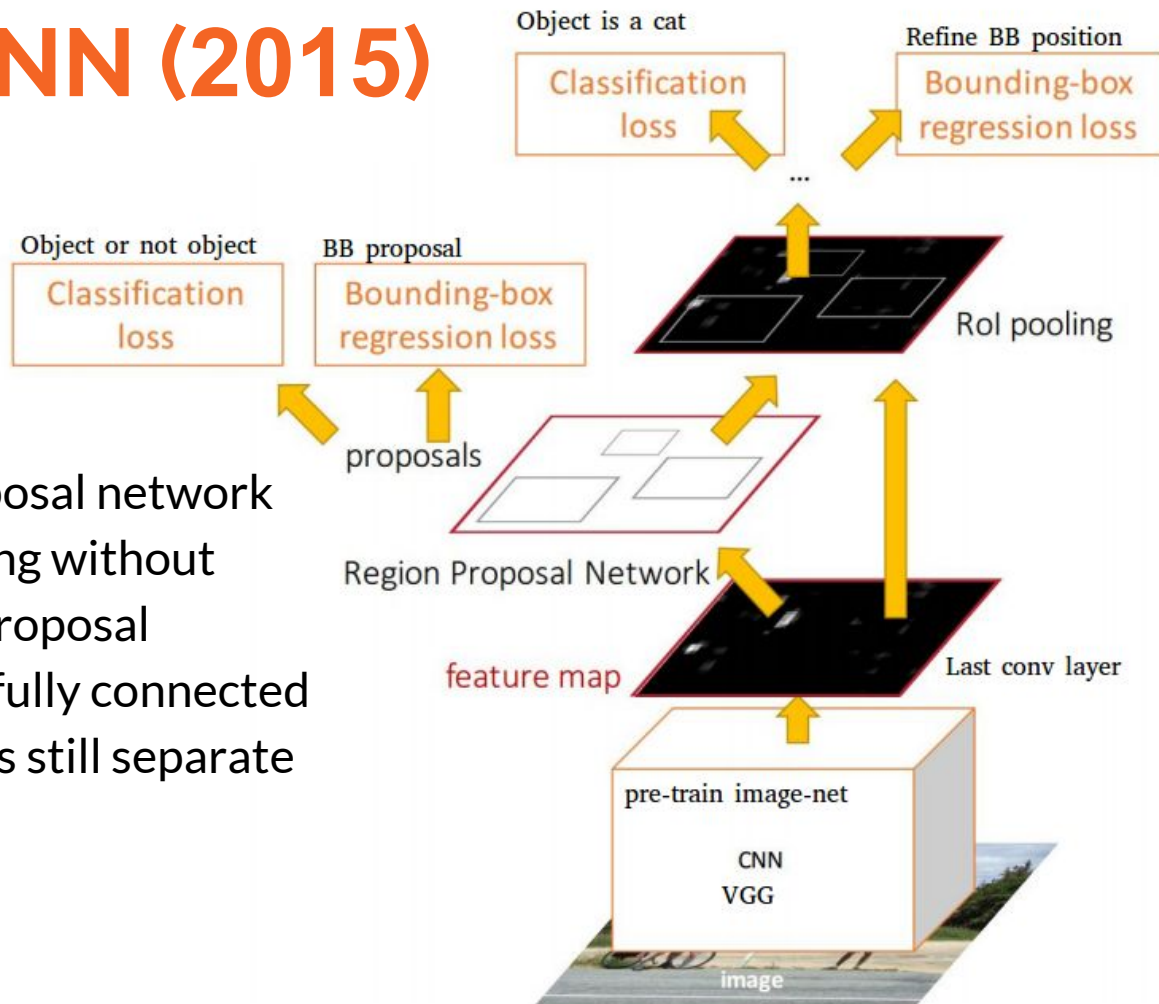 NN (2015)
Object is a cat
Classification
loss
Refine BB position
Bounding-box
regression loss
...
Object or not object
Classification
loss
BB proposal
Bounding-box
regression loss
RoI pooling
proposals
posal network
ng without
roposal
fully connected
s still separate
Region Proposal Network
feature map
Last conv layer
pre-train image-net
CNN
VGG
image